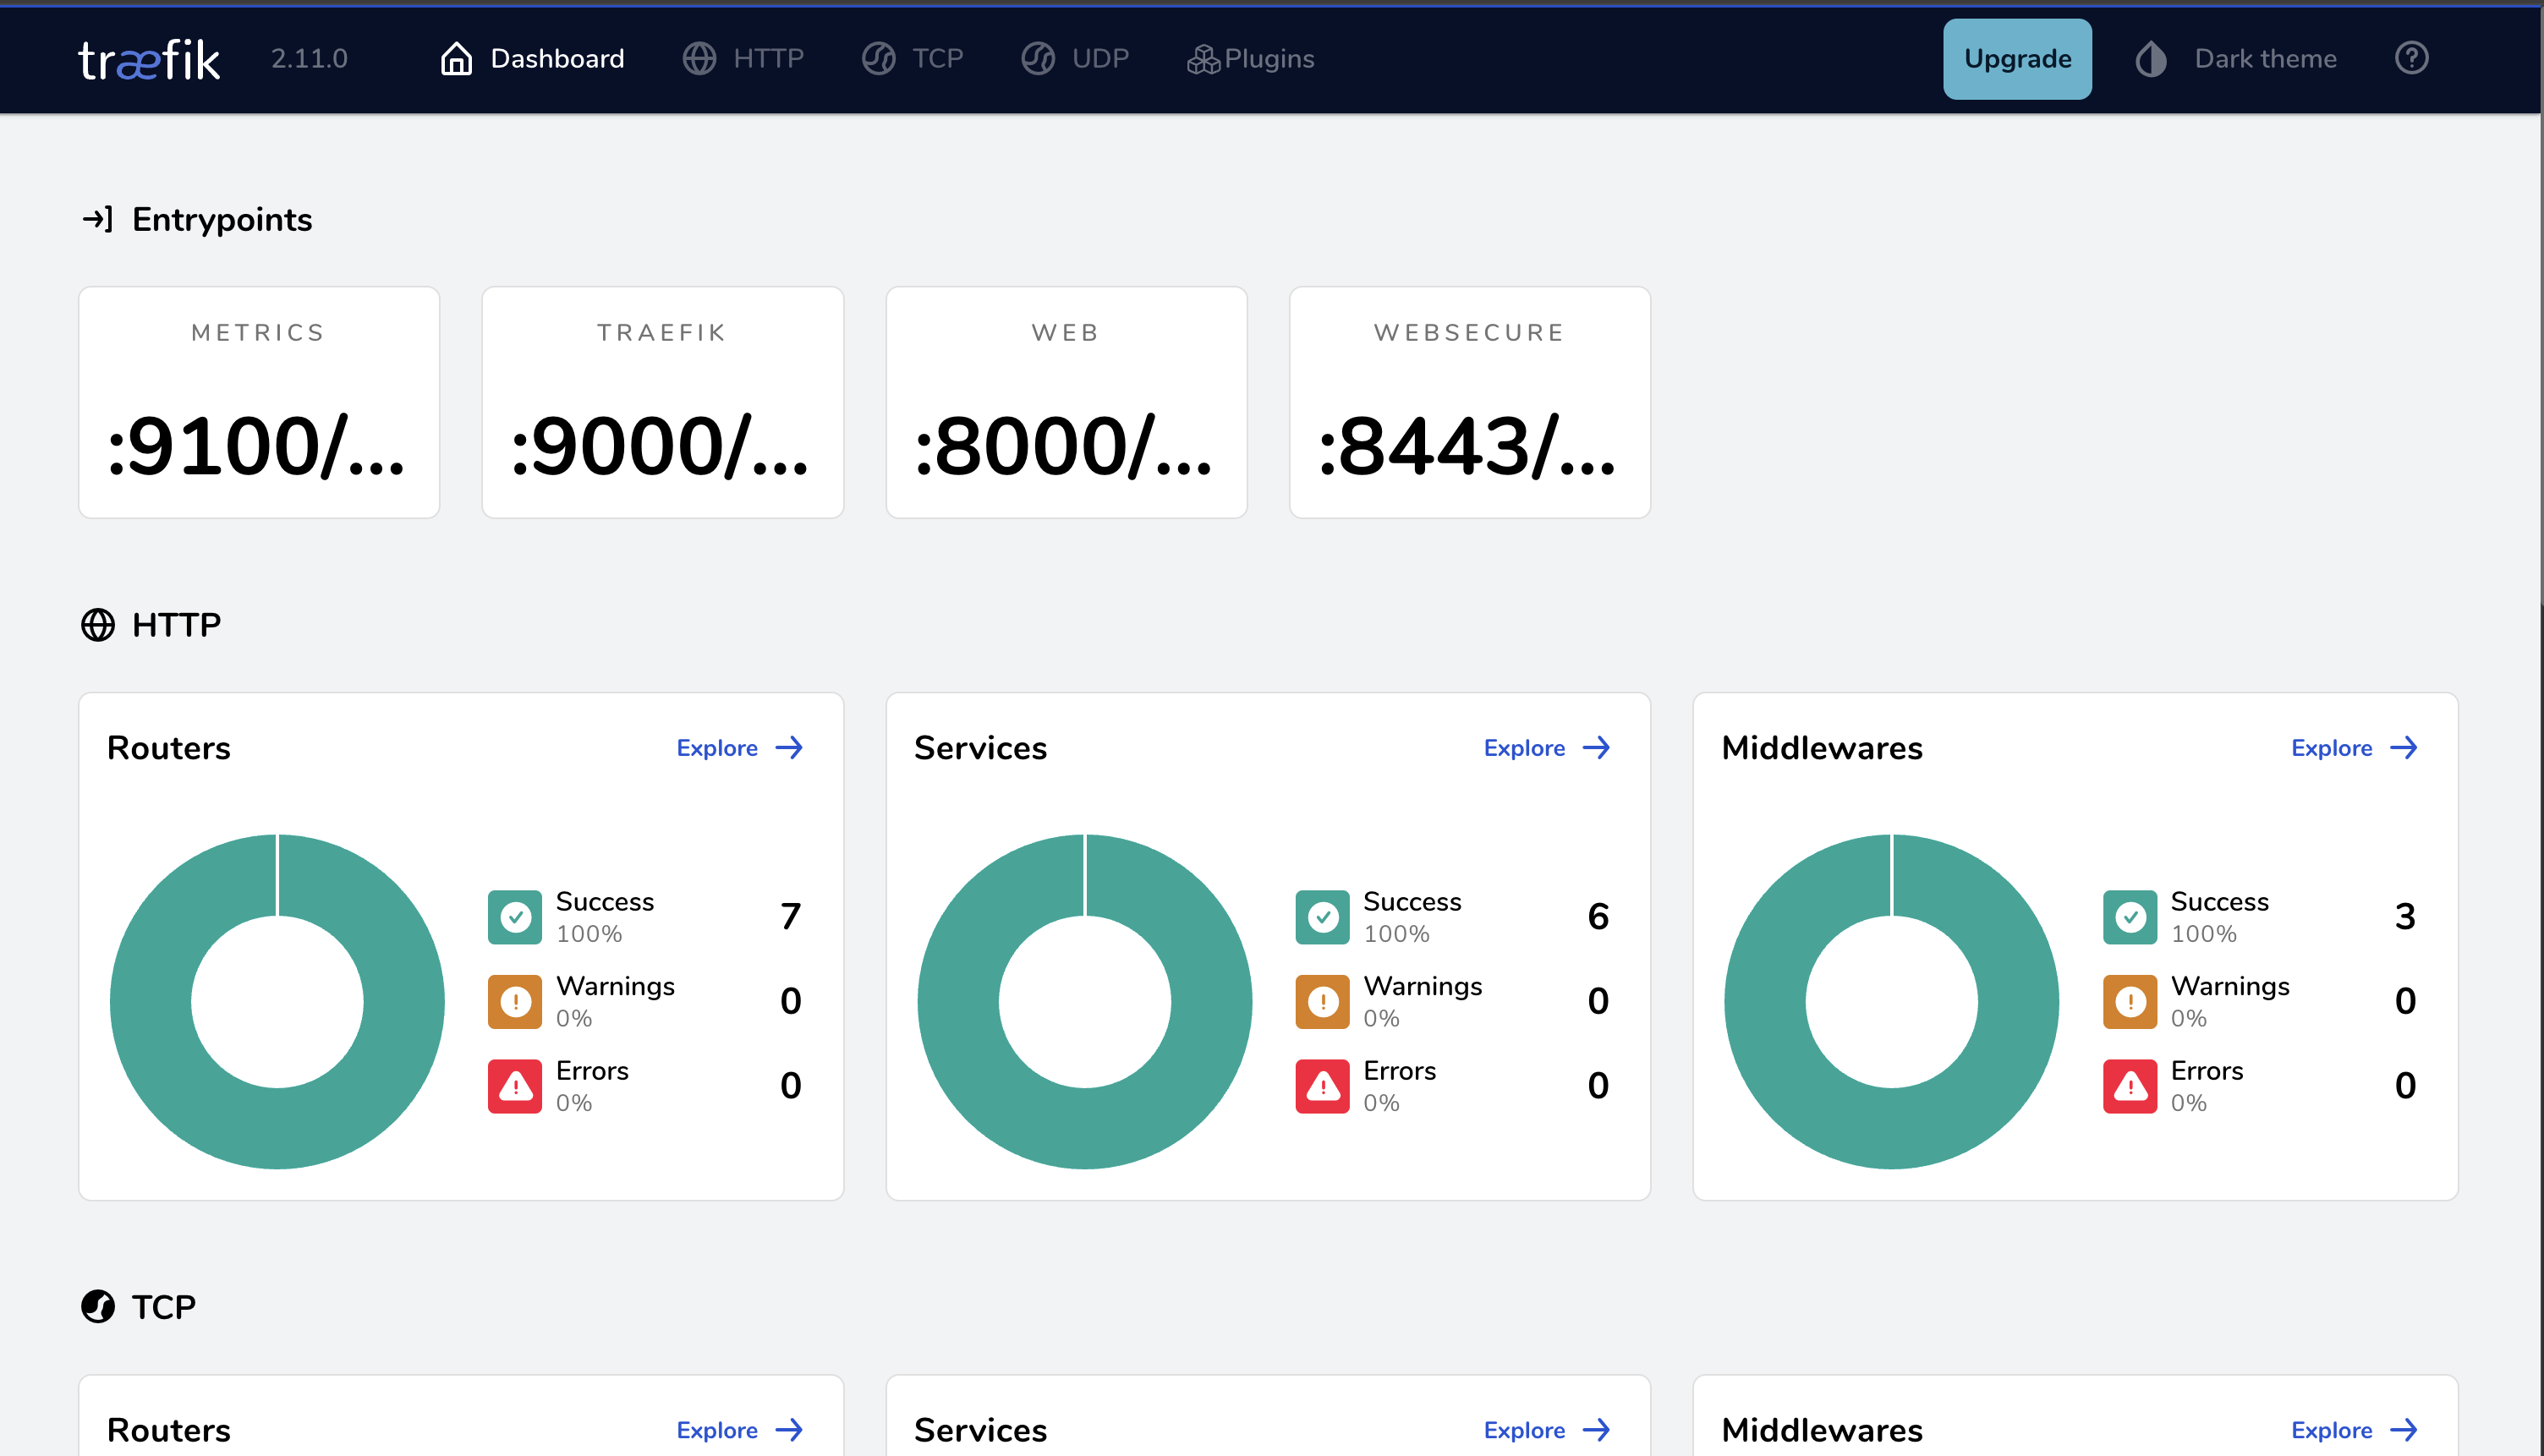 træfik 2.11.0 Dashboard HTTP TCP UDP Plugins Upgrade Dark theme
Entrypoints
METRICS
:9100/...
TRAEFIK
:9000/...
WEB
:8000/...
WEBSECURE
:8443/...
HTTP
Routers
Explore
Success
100%
7
Warnings
0%
0
Errors
0%
0
Services
Explore
Success
100%
6
Warnings
0%
0
Errors
0%
0
Middlewares
Explore
Success
100%
3
Warnings
0%
0
Errors
0%
0
TCP
Routers
Explore
Services
Explore
Middlewares
Explore